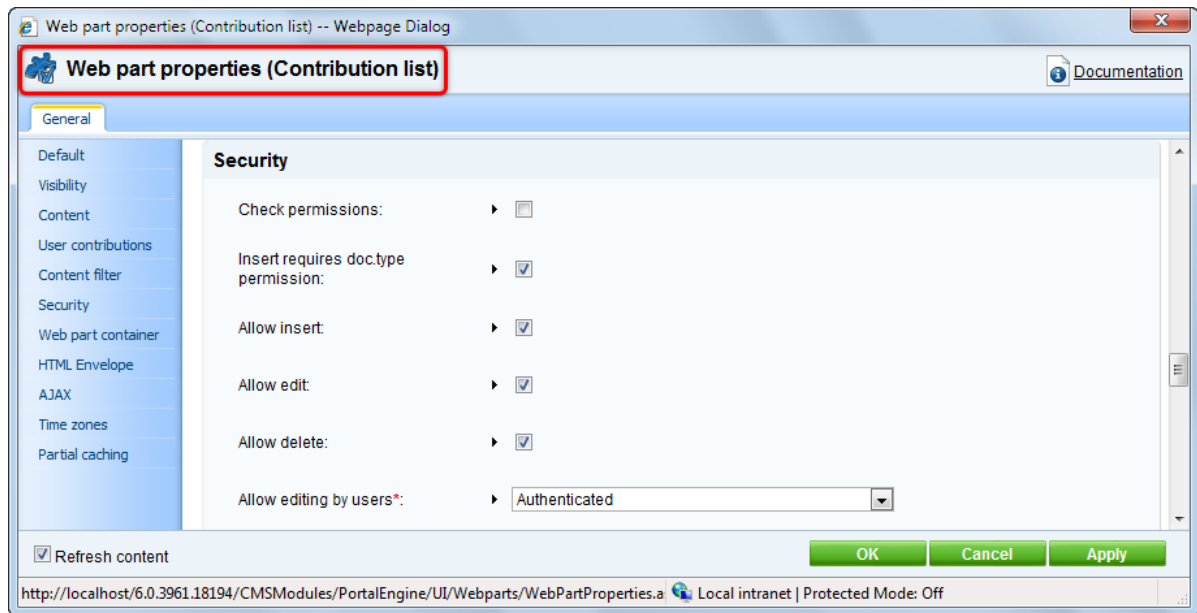 Web part properties (Contribution list) -- Webpage Dialog
Web part properties (Contribution list)
Documentation
General
Default
Visibility
Content
User contributions
Content filter
Security
Web part container
HTML Envelope
AJAX
Time zones
Partial caching
Security
Check permissions:
Insert requires doc.type
permission:
Allow insert:
Allow edit:
Allow delete:
Allow editing by users*:
Authenticated
Refresh content
OK
Cancel
Apply
http://localhost/6.0.3961.18194/CMSModules/PortalEngine/UI/Webparts/WebPartProperties.a
Local intranet | Protected Mode: Off